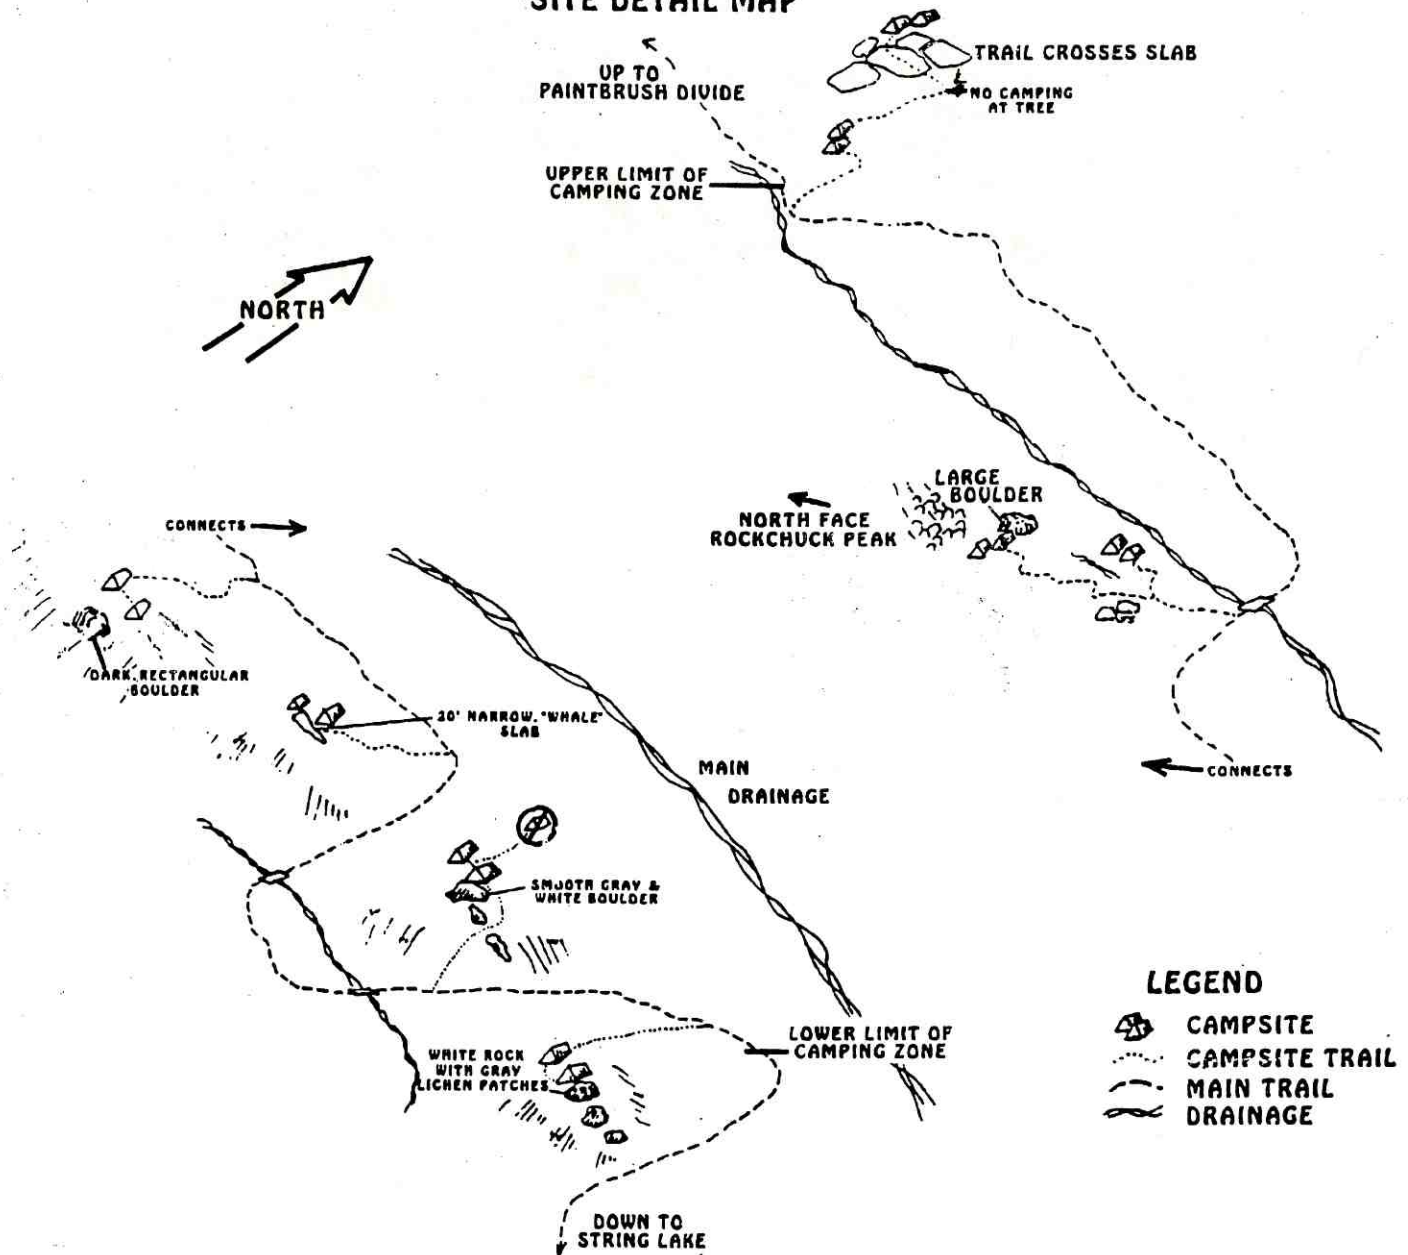 SITE DETAIL MAP
UP TO
PAINTBRUSH DIVIDE
TRAIL CROSSES SLAB
NO CAMPING
AT TREE
UPPER LIMIT OF
CAMPING ZONE
NORTH
LARGE
BOULDER
NORTH FACE
ROCKCHUCK PEAK
CONNECTS
DARK, RECTANGULAR
BOULDER
20' NARROW, "WHALE"
SLAB
MAIN
DRAINAGE
CONNECTS
SMOOTH GRAY &
WHITE BOULDER
LOWER LIMIT OF
CAMPING ZONE
WHITE ROCK
WITH GRAY
LICHEN PATCHES
LEGEND
CAMPSITE
CAMPSITE TRAIL
MAIN TRAIL
DRAINAGE
DOWN TO
STRING LAKE